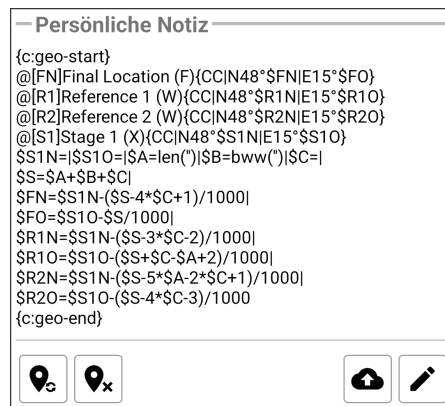 Persönliche Notiz
{c:geo-start}
@[FN]Final Location (F){CC|N48°$FN|E15°$FO}
@[R1]Reference 1 (W){CC|N48°$R1N|E15°$R1O}
@[R2]Reference 2 (W){CC|N48°$R2N|E15°$R2O}
@[S1]Stage 1 (X){CC|N48°$S1N|E15°$S1O}
$S1N=|$S1O=|$A=len('')|$B=bww('')|$C=|
$S=$A+$B+$C|
$FN=$S1N-($S-4*$C+1)/1000|
$FO=$S1O-$S/1000|
$R1N=$S1N-($S-3*$C-2)/1000|
$R1O=$S1O-($S+$C-$A+2)/1000|
$R2N=$S1N-($S-5*$A-2*$C+1)/1000|
$R2O=$S1O-($S-4*$C-3)/1000
{c:geo-end}